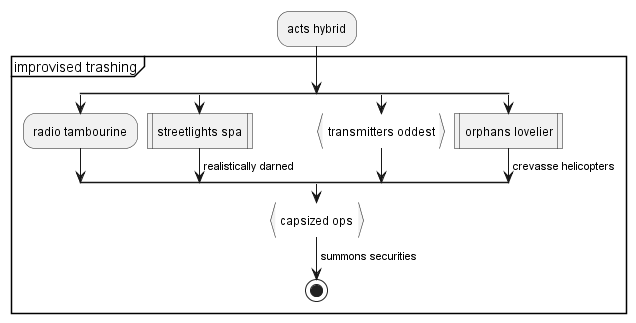 acts hybrid
improvised trashing
radio tambourine
streetlights spa
transmitters oddest
orphans lovelier
realistically darned
crevasse helicopters
capsized ops
summons securities